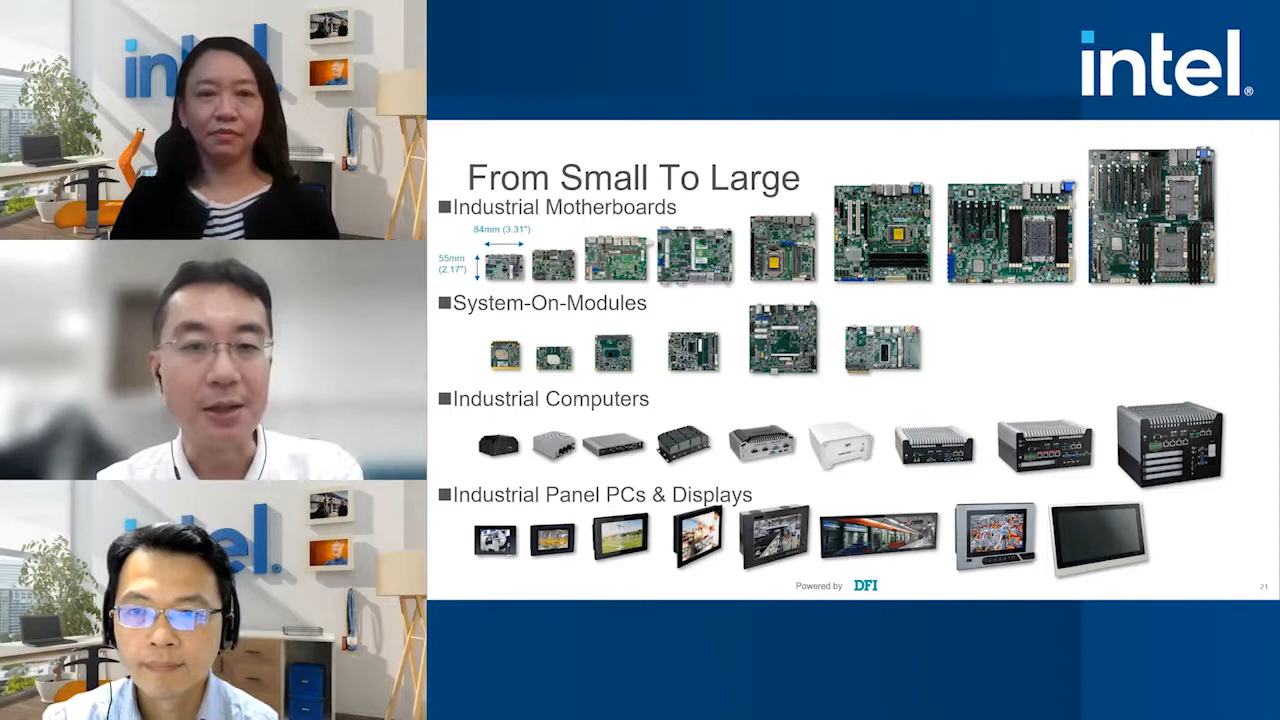 intel
intel®
From Small To Large
Industrial Motherboards
84mm (3.31")
55mm
(2.17")
System-On-Modules
Industrial Computers
Industrial Panel PCs & Displays
intel.
Powered by DFI
21